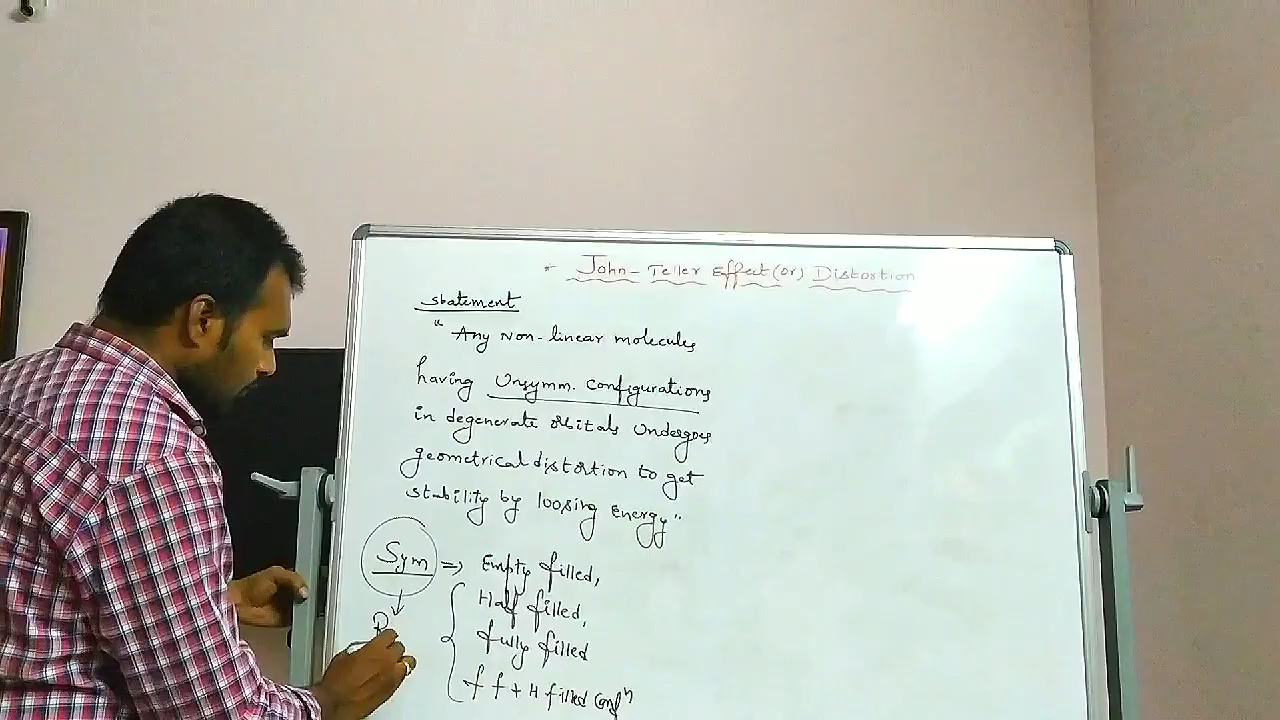 * John-Teller Effect (or) Distortion
Statement
" Any Non-linear molecules
having Unsymm. Configurations
in degenerate orbitals Undergoes
geometrical distortion to get
stability by loosing Energy"
Sym => Empty filled,
Half filled,
fully filled
f f + H filled Confⁿ